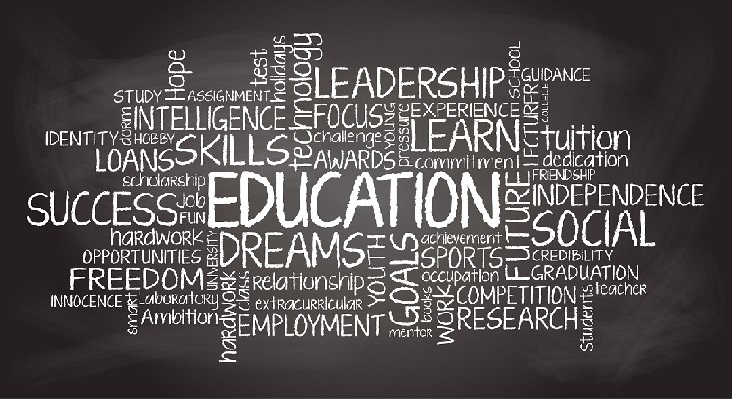 Hope
test
holidays
technology
LEADERSHIP
SCHOOL
GUIDANCE
STUDY
ASSIGNMENT
COLLEGE
dorm
INTELLIGENCE
FOCUS
YOUNG
EXPERIENCE
LECTURER
IDENTITY
HOBBY
challenge
pressure
LEARN
tuition
LOANS
SKILLS
AWARDS
commitment
dedication
scholarship
EDUCATION
FRIENDSHIP
SUCCESS
Job
FUN
FUTURE
INDEPENDENCE
hardwork
UNIVERSITY
DREAMS
YOUTH
GOALS
achievement
SOCIAL
OPPORTUNITIES
SPORTS
CREDIBILITY
FREEDOM
hardwork
class
Relationship
occupation
GRADUATION
INNOCENCE
smart
Laboratory
extracurricular
books
WORK
COMPETITION
students
teacher
Ambition
EMPLOYMENT
mentor
RESEARCH